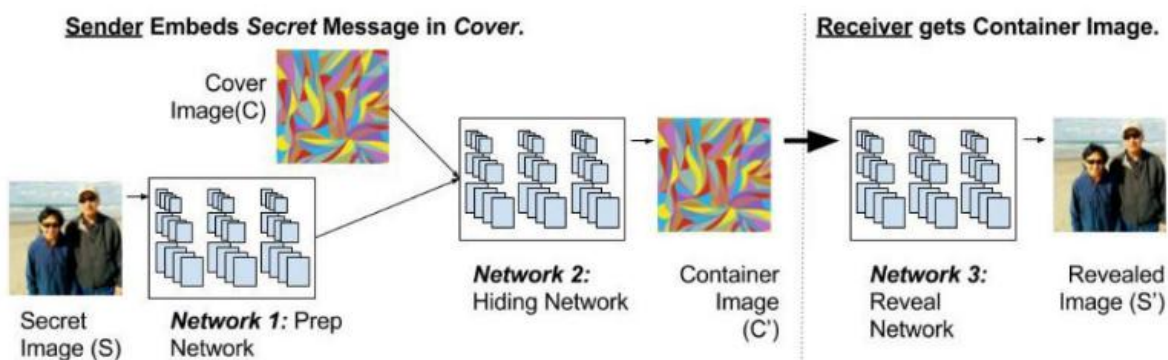 Sender Embeds Secret Message in Cover.
Receiver gets Container Image.
Cover
Image(C)
Secret
Image (S)
Network 1: Prep
Network
Network 2:
Hiding Network
Container
Image
(C')
Network 3:
Reveal
Network
Revealed
Image (S')